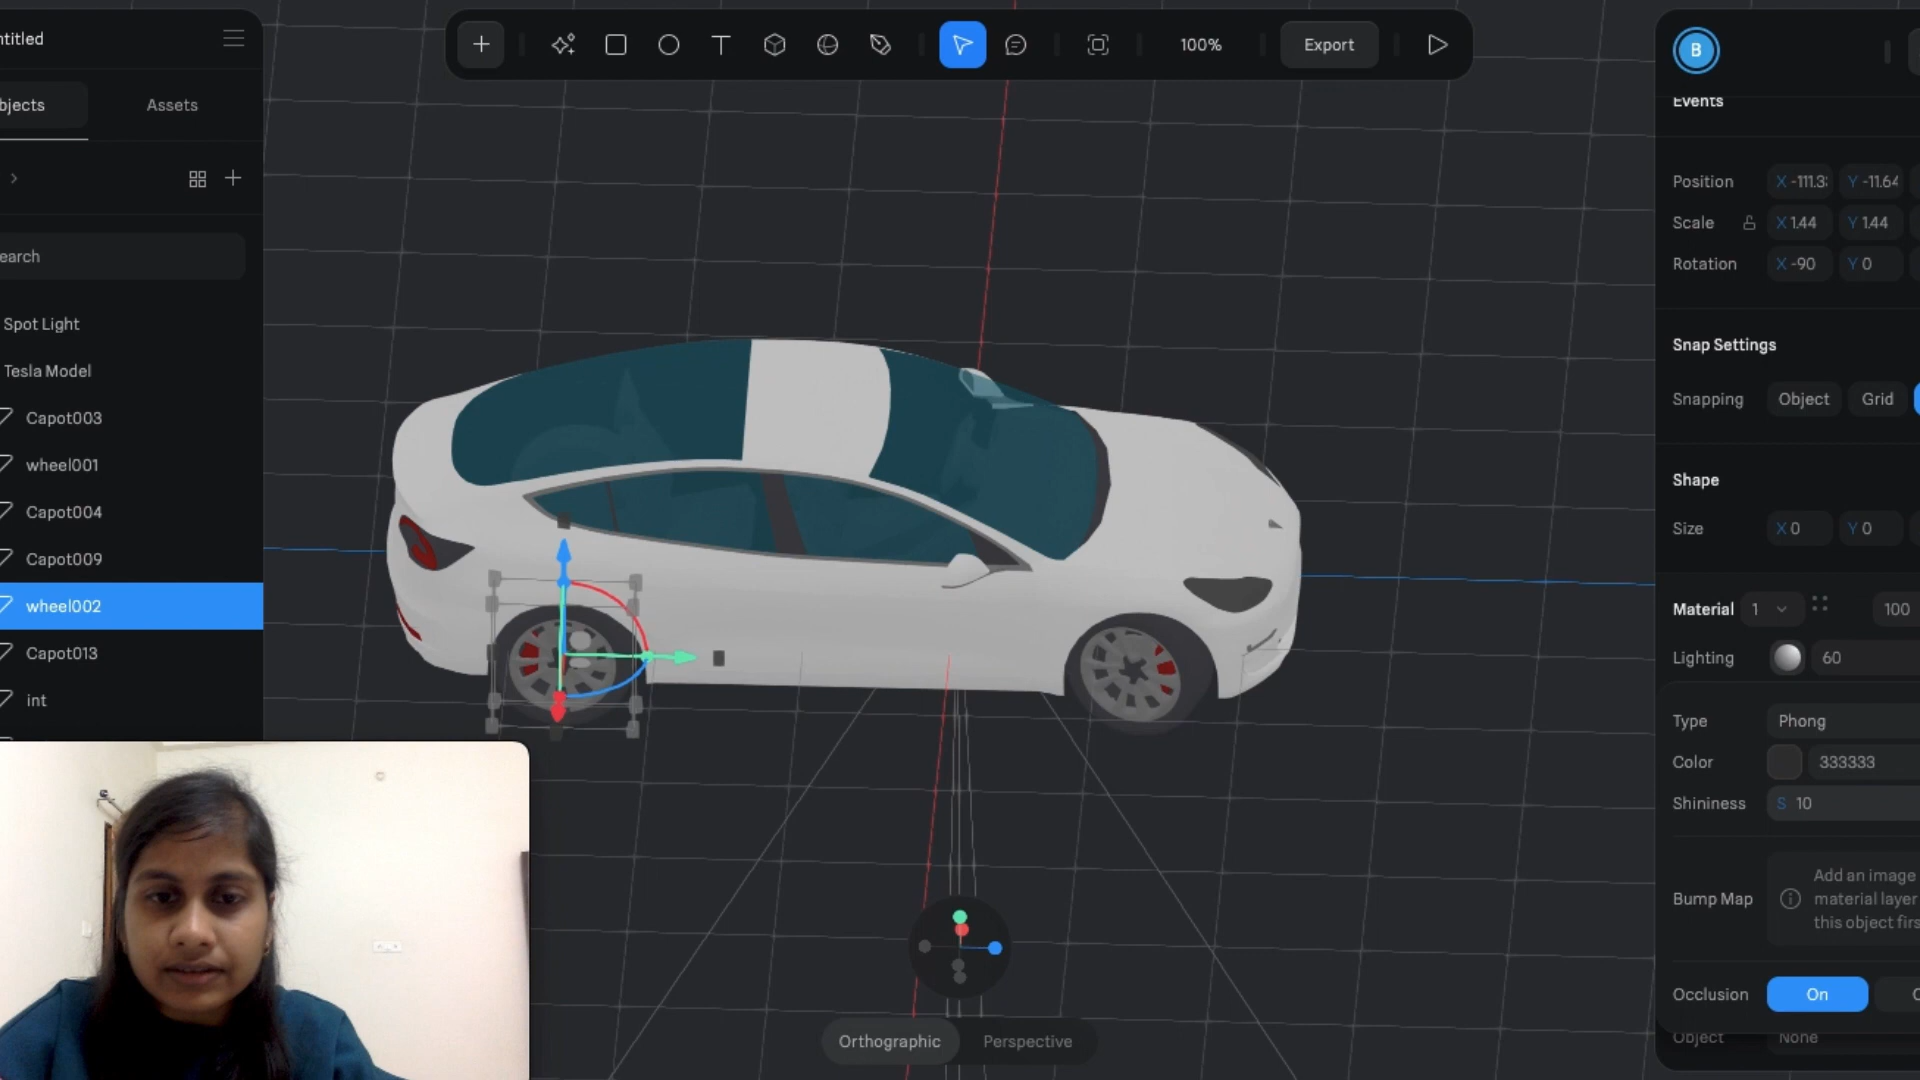 ntitled
100%
Export
B
bjects
Assets
Events
earch
Position X -111.3 Y -11.64
Scale X 1.44 Y 1.44
Rotation X -90 Y 0
Spot Light
Tesla Model
Capot003
wheel001
Capot004
Capot009
wheel002
Capot013
int
Snap Settings
Snapping Object Grid
Shape
Size X 0 Y 0
Material 1 100
Lighting 60
Type Phong
Color 333333
Shininess S 10
Bump Map
Add an image
material layer
this object firs
Occlusion On
Object None
Orthographic
Perspective